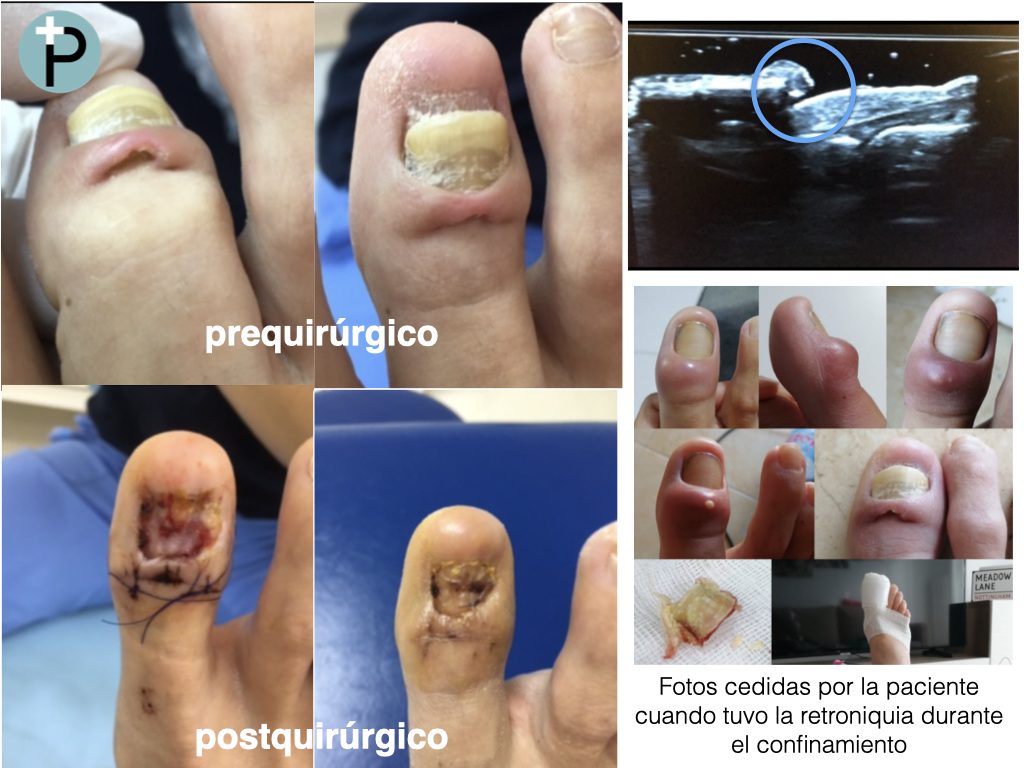 P
prequirúrgico
postquirúrgico
MEADOW
LANE
NOTTINGHAM
Fotos cedidas por la paciente
cuando tuvo la retroniquia durante
el confinamiento